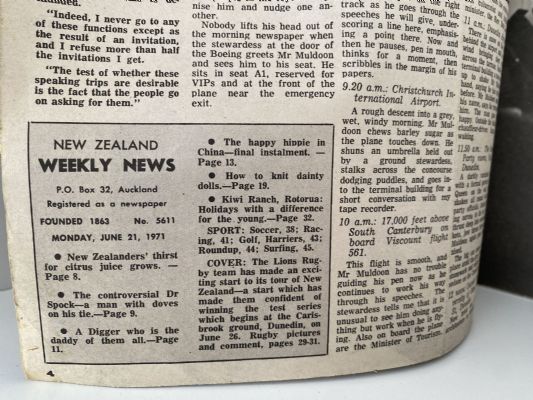 "Indeed, I never go to any
of these functions except as
the result of an invitation,
and I refuse more than half
the invitations I get.
"The test of whether these
speaking trips are desirable
is the fact that the people go
on asking for them."
nise him and nudge one an-
other.
Nobody lifts his head out of
the morning newspaper when
the stewardess at the door of
the Boeing greets Mr Muldoon
and sees him to his seat. He
sits in seat A1, reserved for
VIPs and at the front of the
plane near the emergency
exit.
track as he goes through the
speeches he will give, under-
scoring a line here, emphasis-
ing a point there. Now and
then he pauses, pen in mouth,
thinks for a moment, then
scribbles in the margin of his
papers.
9.20 a.m.: Christchurch In-
ternational Airport.
A rough descent into a grey,
wet, windy morning. Mr Mul-
doon chews barley sugar as
the plane touches down. He
shuns an umbrella held out
by a ground stewardess,
stalks across the concourse
dodging puddles, and goes in-
to the terminal building for a
short conversation with my
tape recorder.
10 a.m.: 17,000 feet above
South Canterbury on
board Viscount flight
561.
This flight is smooth, and
Mr Muldoon has no trouble
guiding his pen now as he
continues to work his way
through his speeches. The
stewardess tells me that it is
unusual to see him doing any-
thing but work when he is fly-
ing. Also on board the plane
are the Minister of Tourism,
NEW ZEALAND
WEEKLY NEWS
P.O. Box 32, Auckland
Registered as a newspaper
FOUNDED 1863 No. 5611
MONDAY, JUNE 21, 1971
● New Zealanders' thirst
for citrus juice grows. —
Page 8.
● The controversial Dr
Spock—a man with doves
on his tie.—Page 9.
● A Digger who is the
daddy of them all.—Page
11.
● The happy hippie in
China—final instalment. —
Page 13.
● How to knit dainty
dolls.—Page 19.
● Kiwi Ranch, Rotorua:
Holidays with a difference
for the young.—Page 32.
SPORT: Soccer, 38; Rac-
ing, 41; Golf, Harriers, 43;
Roundup, 44; Surfing, 45.
COVER: The Lions Rug-
by team has made an exci-
ting start to its tour of New
Zealand—a start which has
made them confident of
winning the test series
which begins at the Caris-
brook ground, Dunedin, on
June 26. Rugby pictures
and comment, pages 29-31.
4